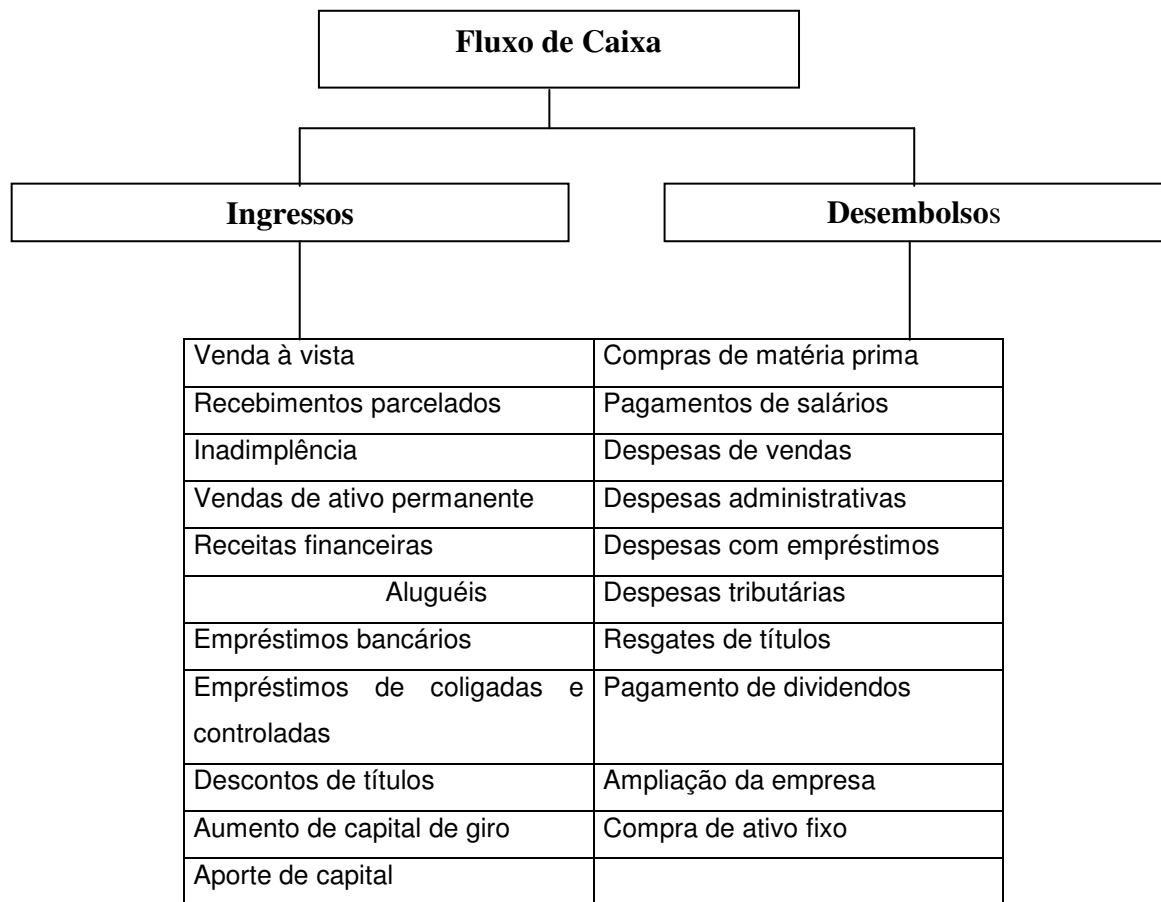 Fluxo de Caixa
Ingressos
Desembolsos
Venda à vista
Compras de matéria prima
Recebimentos parcelados
Pagamentos de salários
Inadimplência
Despesas de vendas
Vendas de ativo permanente
Despesas administrativas
Receitas financeiras
Despesas com empréstimos
Aluguéis
Despesas tributárias
Empréstimos bancários
Resgates de títulos
Empréstimos de coligadas e
controladas
Pagamento de dividendos
Descontos de títulos
Ampliação da empresa
Aumento de capital de giro
Compra de ativo fixo
Aporte de capital